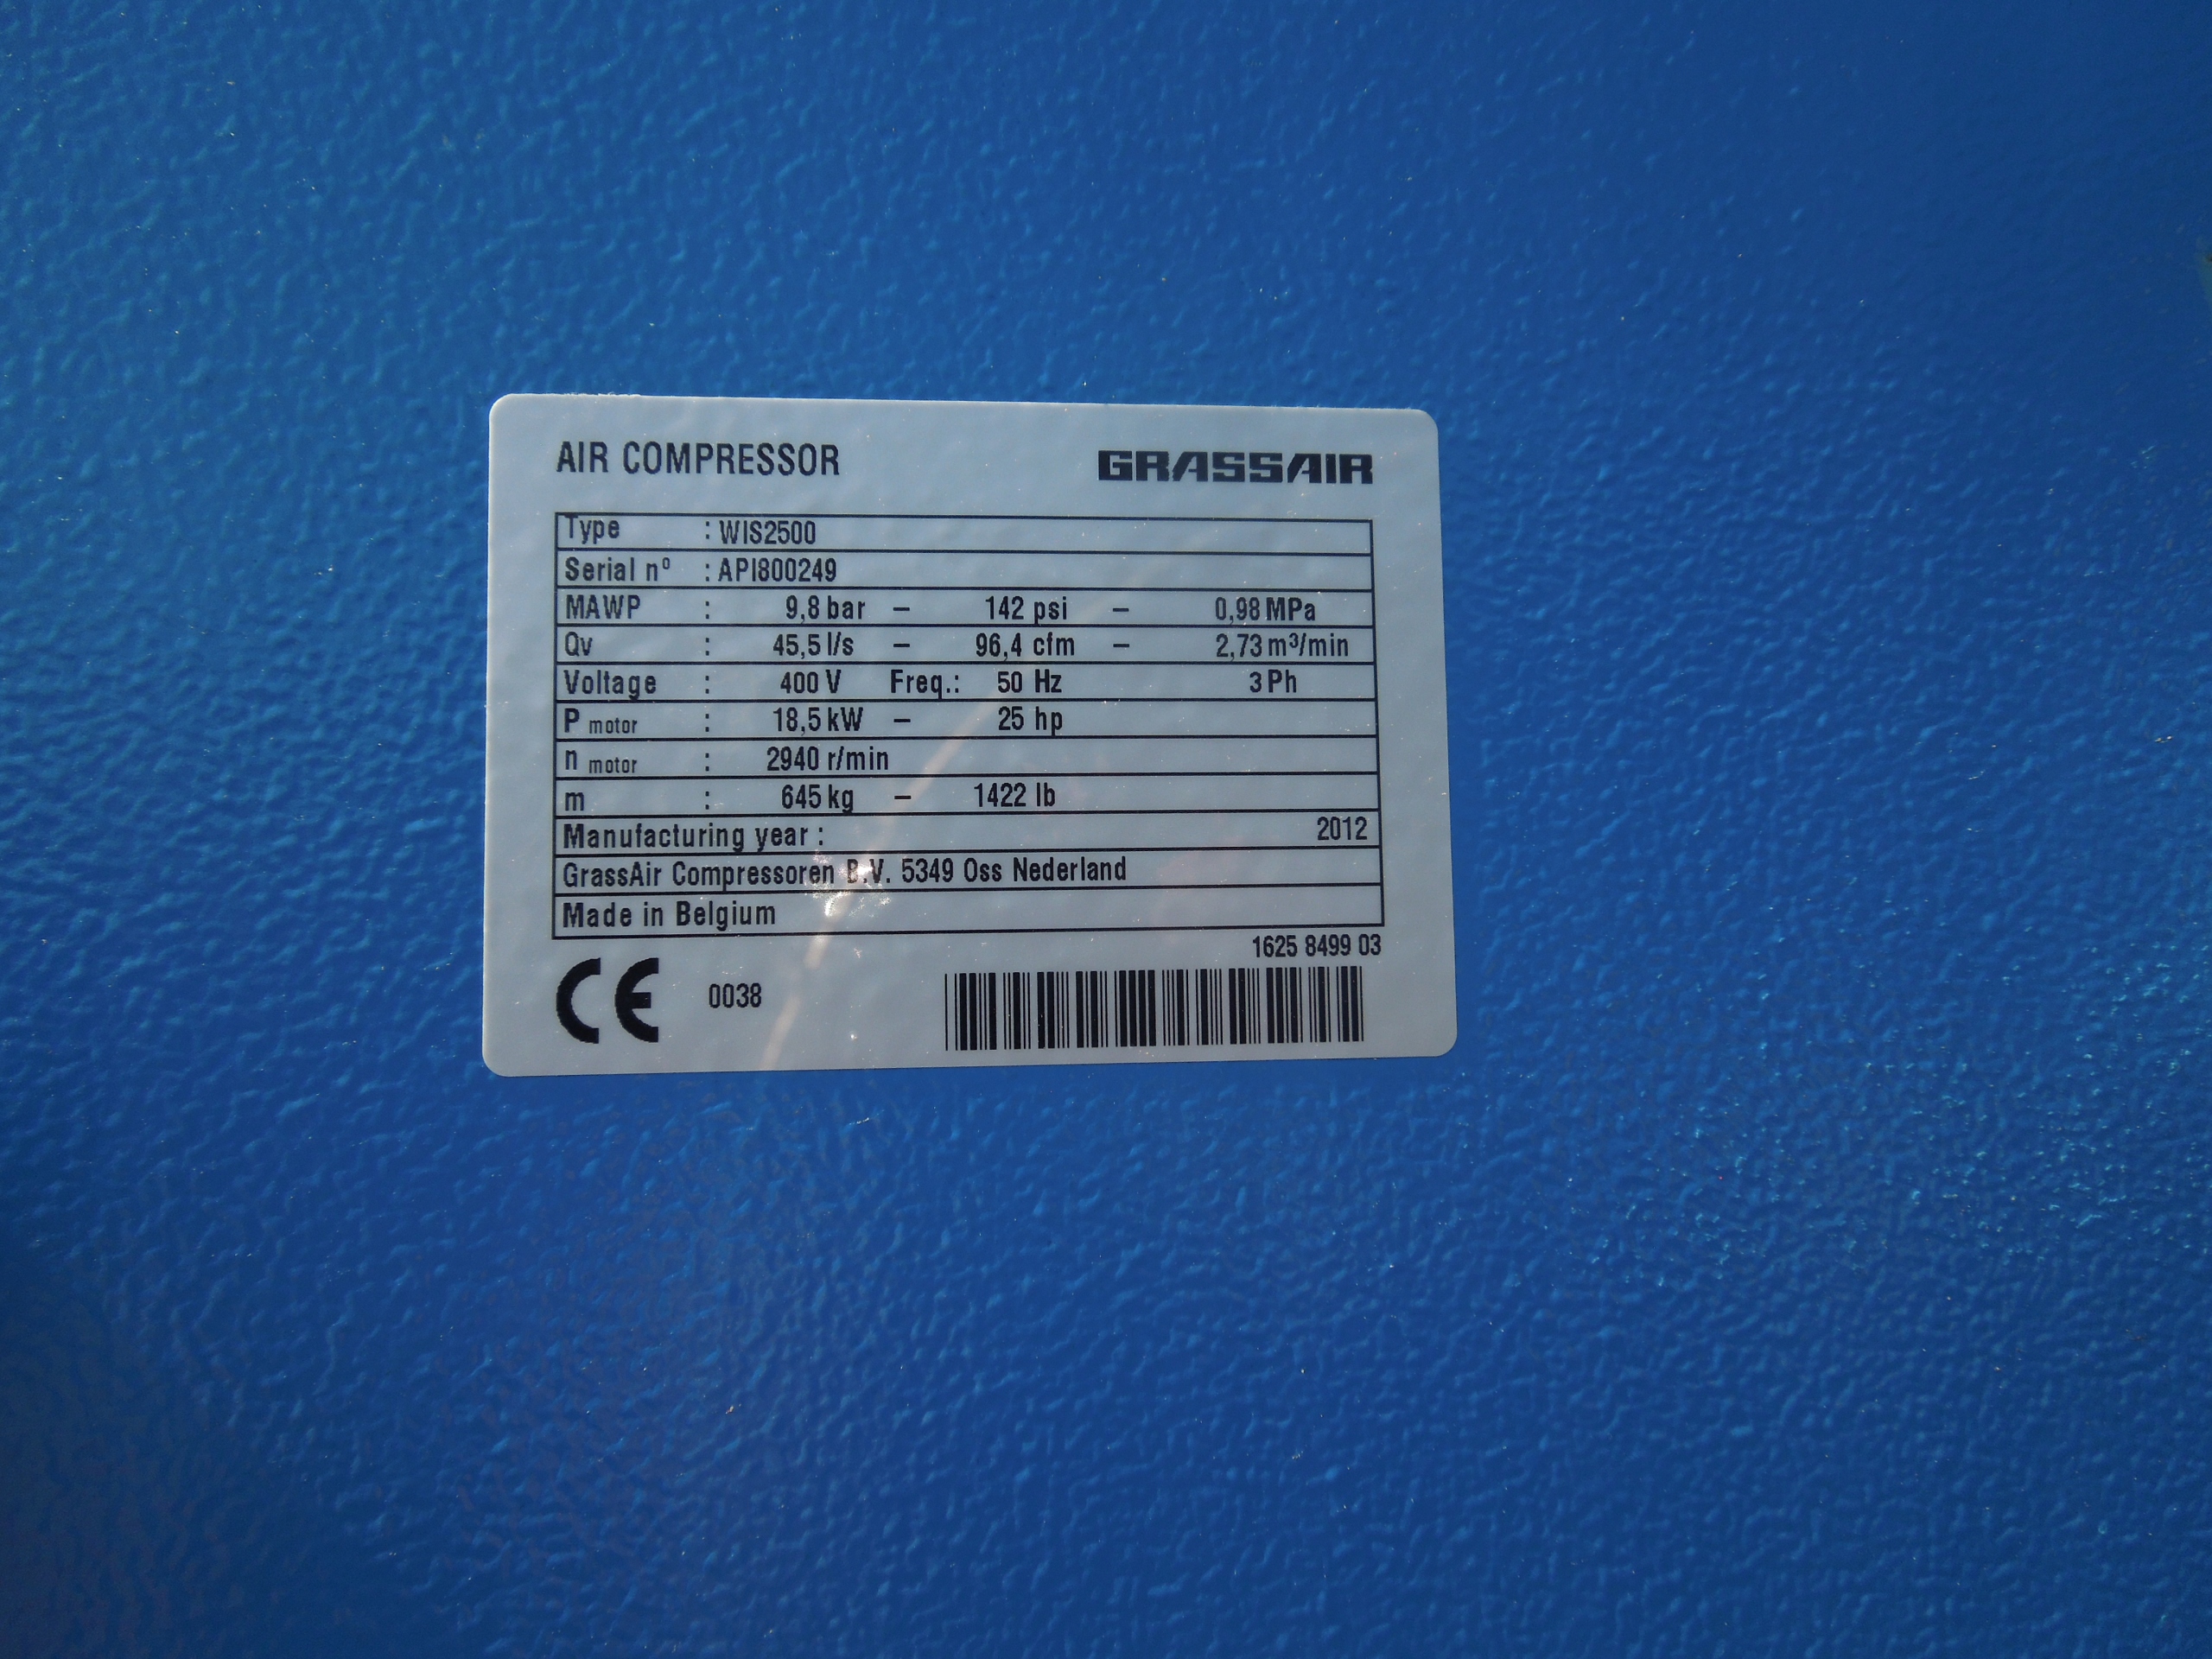 AIR COMPRESSOR GRASSAIR
Type : WIS2500
Serial nº : API800249
MAWP : 9,8 bar – 142 psi – 0,98 MPa
Qv : 45,5 l/s – 96,4 cfm – 2,73 m³/min
Voltage : 400 V Freq.: 50 Hz 3 Ph
P motor : 18,5 kW – 25 hp
n motor : 2940 r/min
m : 645 kg – 1422 lb
Manufacturing year : 2012
GrassAir Compressoren B.V. 5349 Oss Nederland
Made in Belgium
1625 8499 03
CE 0038